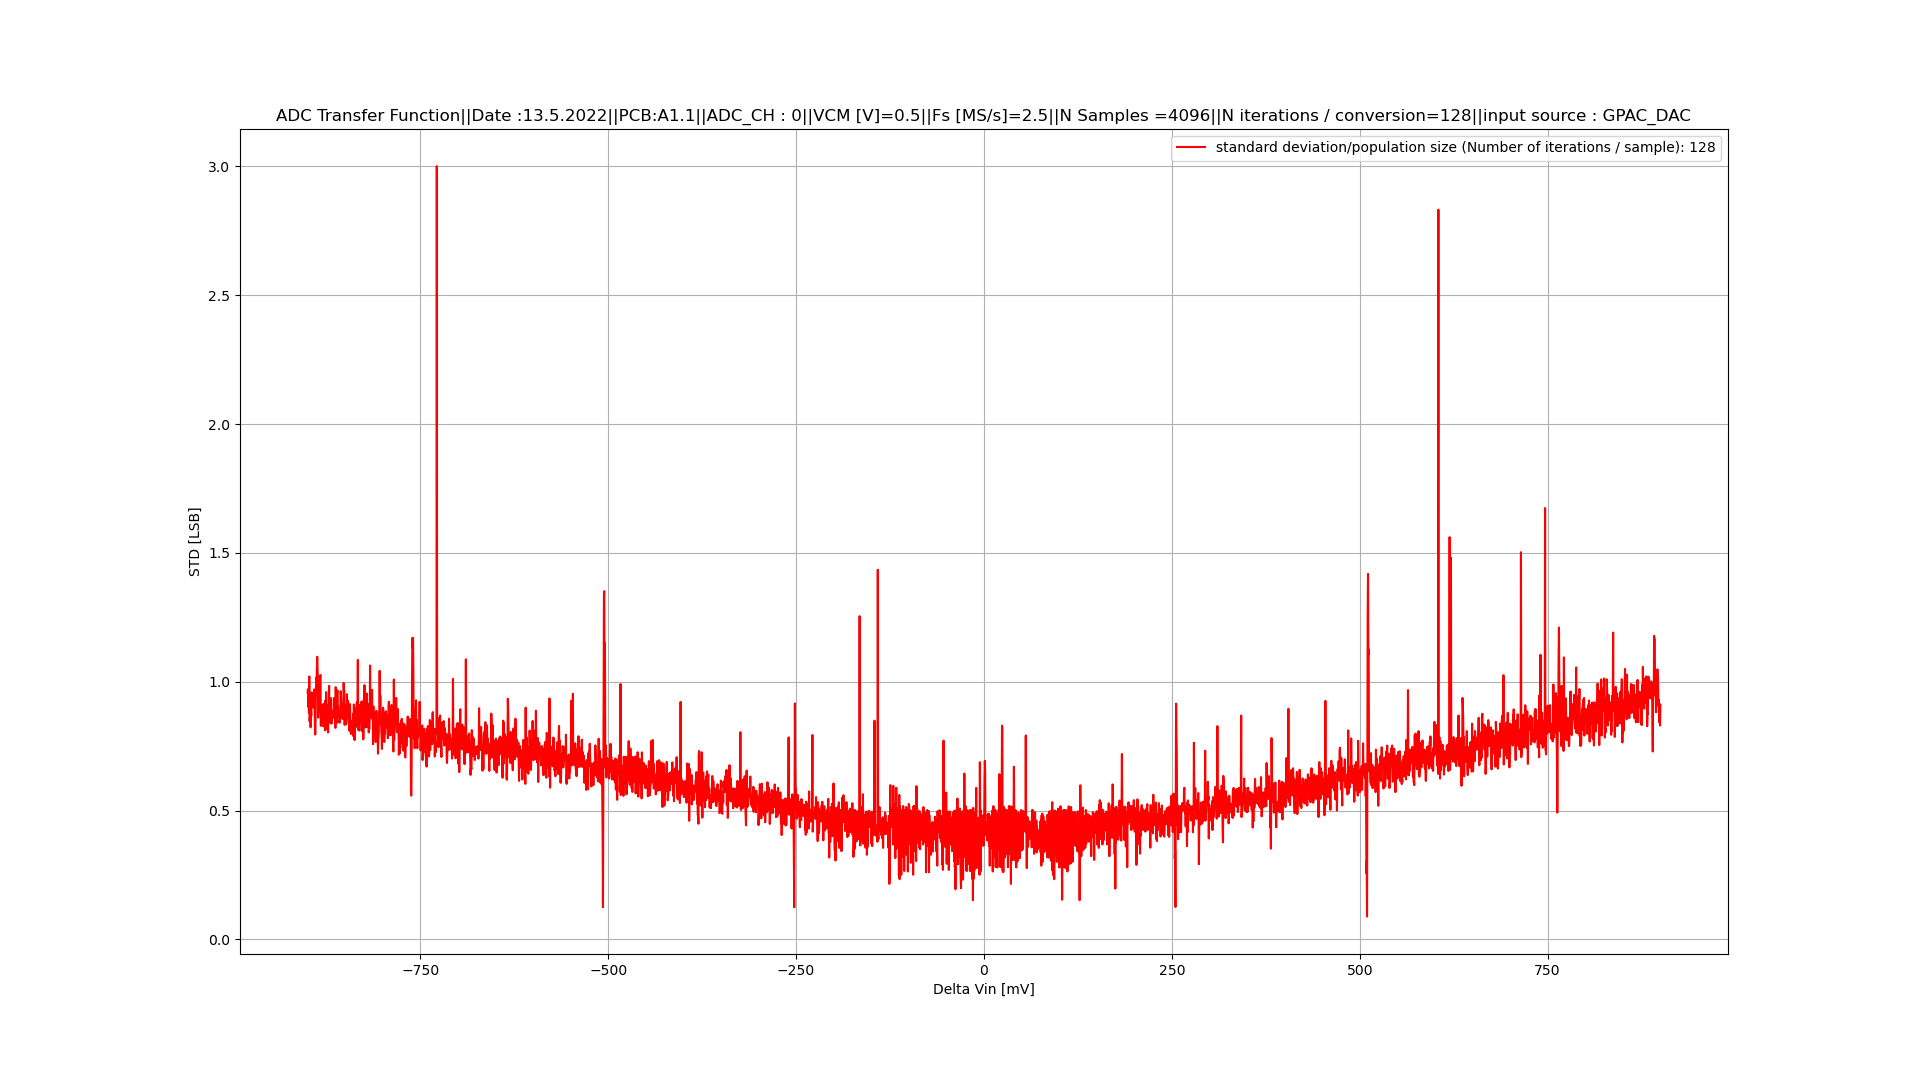 ADC Transfer Function||Date :13.5.2022||PCB:A1.1||ADC_CH : 0||VCM [V]=0.5||Fs [MS/s]=2.5||N Samples =4096||N iterations / conversion=128||input source : GPAC_DAC
standard deviation/population size (Number of iterations / sample): 128
3.0
2.5
2.0
1.5
1.0
0.5
0.0
STD [LSB]
−750 −500 −250 0 250 500 750
Delta Vin [mV]